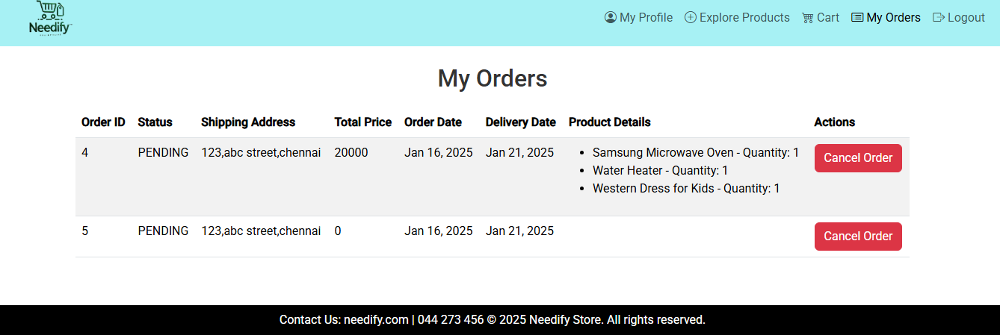 Needify
My Profile Explore Products Cart My Orders Logout
My Orders
Order ID Status Shipping Address Total Price Order Date Delivery Date Product Details Actions
4 PENDING 123,abc street,chennai 20000 Jan 16, 2025 Jan 21, 2025 • Samsung Microwave Oven - Quantity: 1 Cancel Order
• Water Heater - Quantity: 1
• Western Dress for Kids - Quantity: 1
5 PENDING 123,abc street,chennai 0 Jan 16, 2025 Jan 21, 2025 Cancel Order
Contact Us: needify.com | 044 273 456 © 2025 Needify Store. All rights reserved.